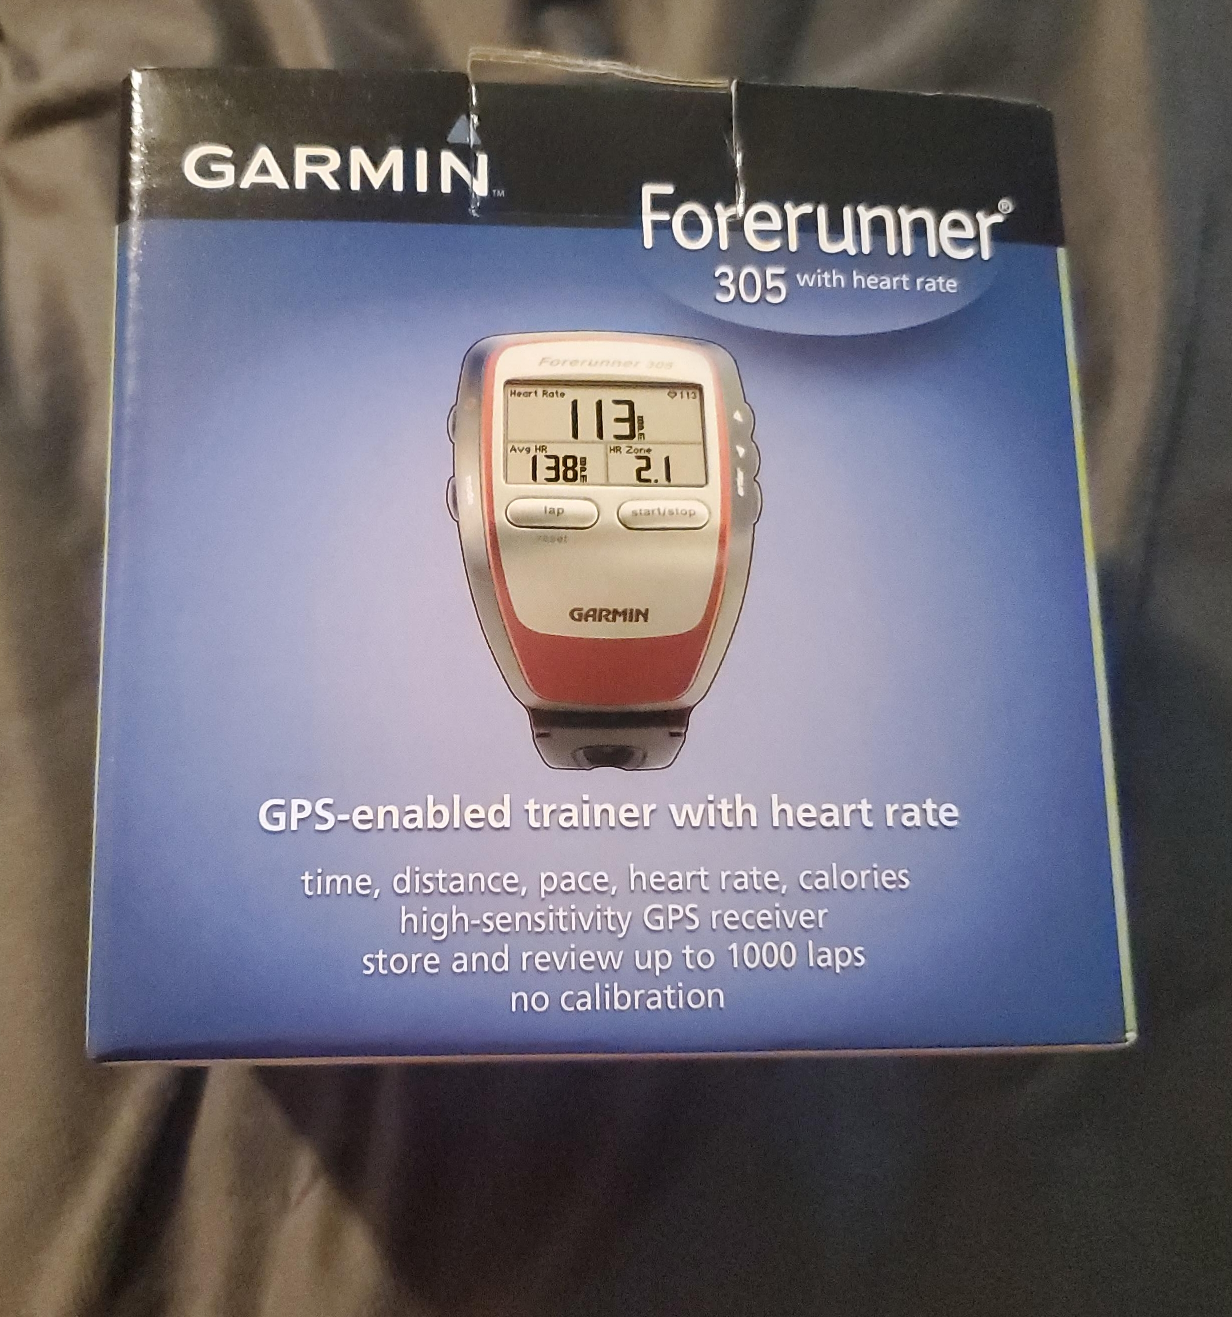 GARMIN™
Forerunner®
305 with heart rate
Forerunner 305
Heart Rate 113
113
Avg HR HR Zone
138 2.1
lap start/stop
reset
GARMIN
GPS-enabled trainer with heart rate
time, distance, pace, heart rate, calories
high-sensitivity GPS receiver
store and review up to 1000 laps
no calibration